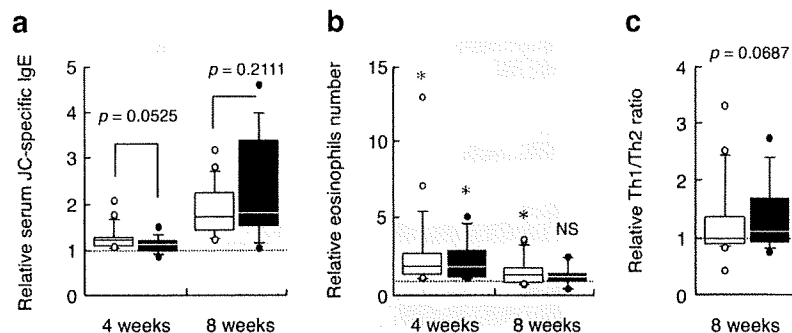 a
Relative serum JC-specific IgE
5
4
3
2
1
0
p = 0.0525
p = 0.2111
4 weeks
8 weeks
b
Relative eosinophils number
15
10
5
0
*
*
*
NS
4 weeks
8 weeks
c
p = 0.0687
Relative Th1/Th2 ratio
4
3
2
1
0
8 weeks